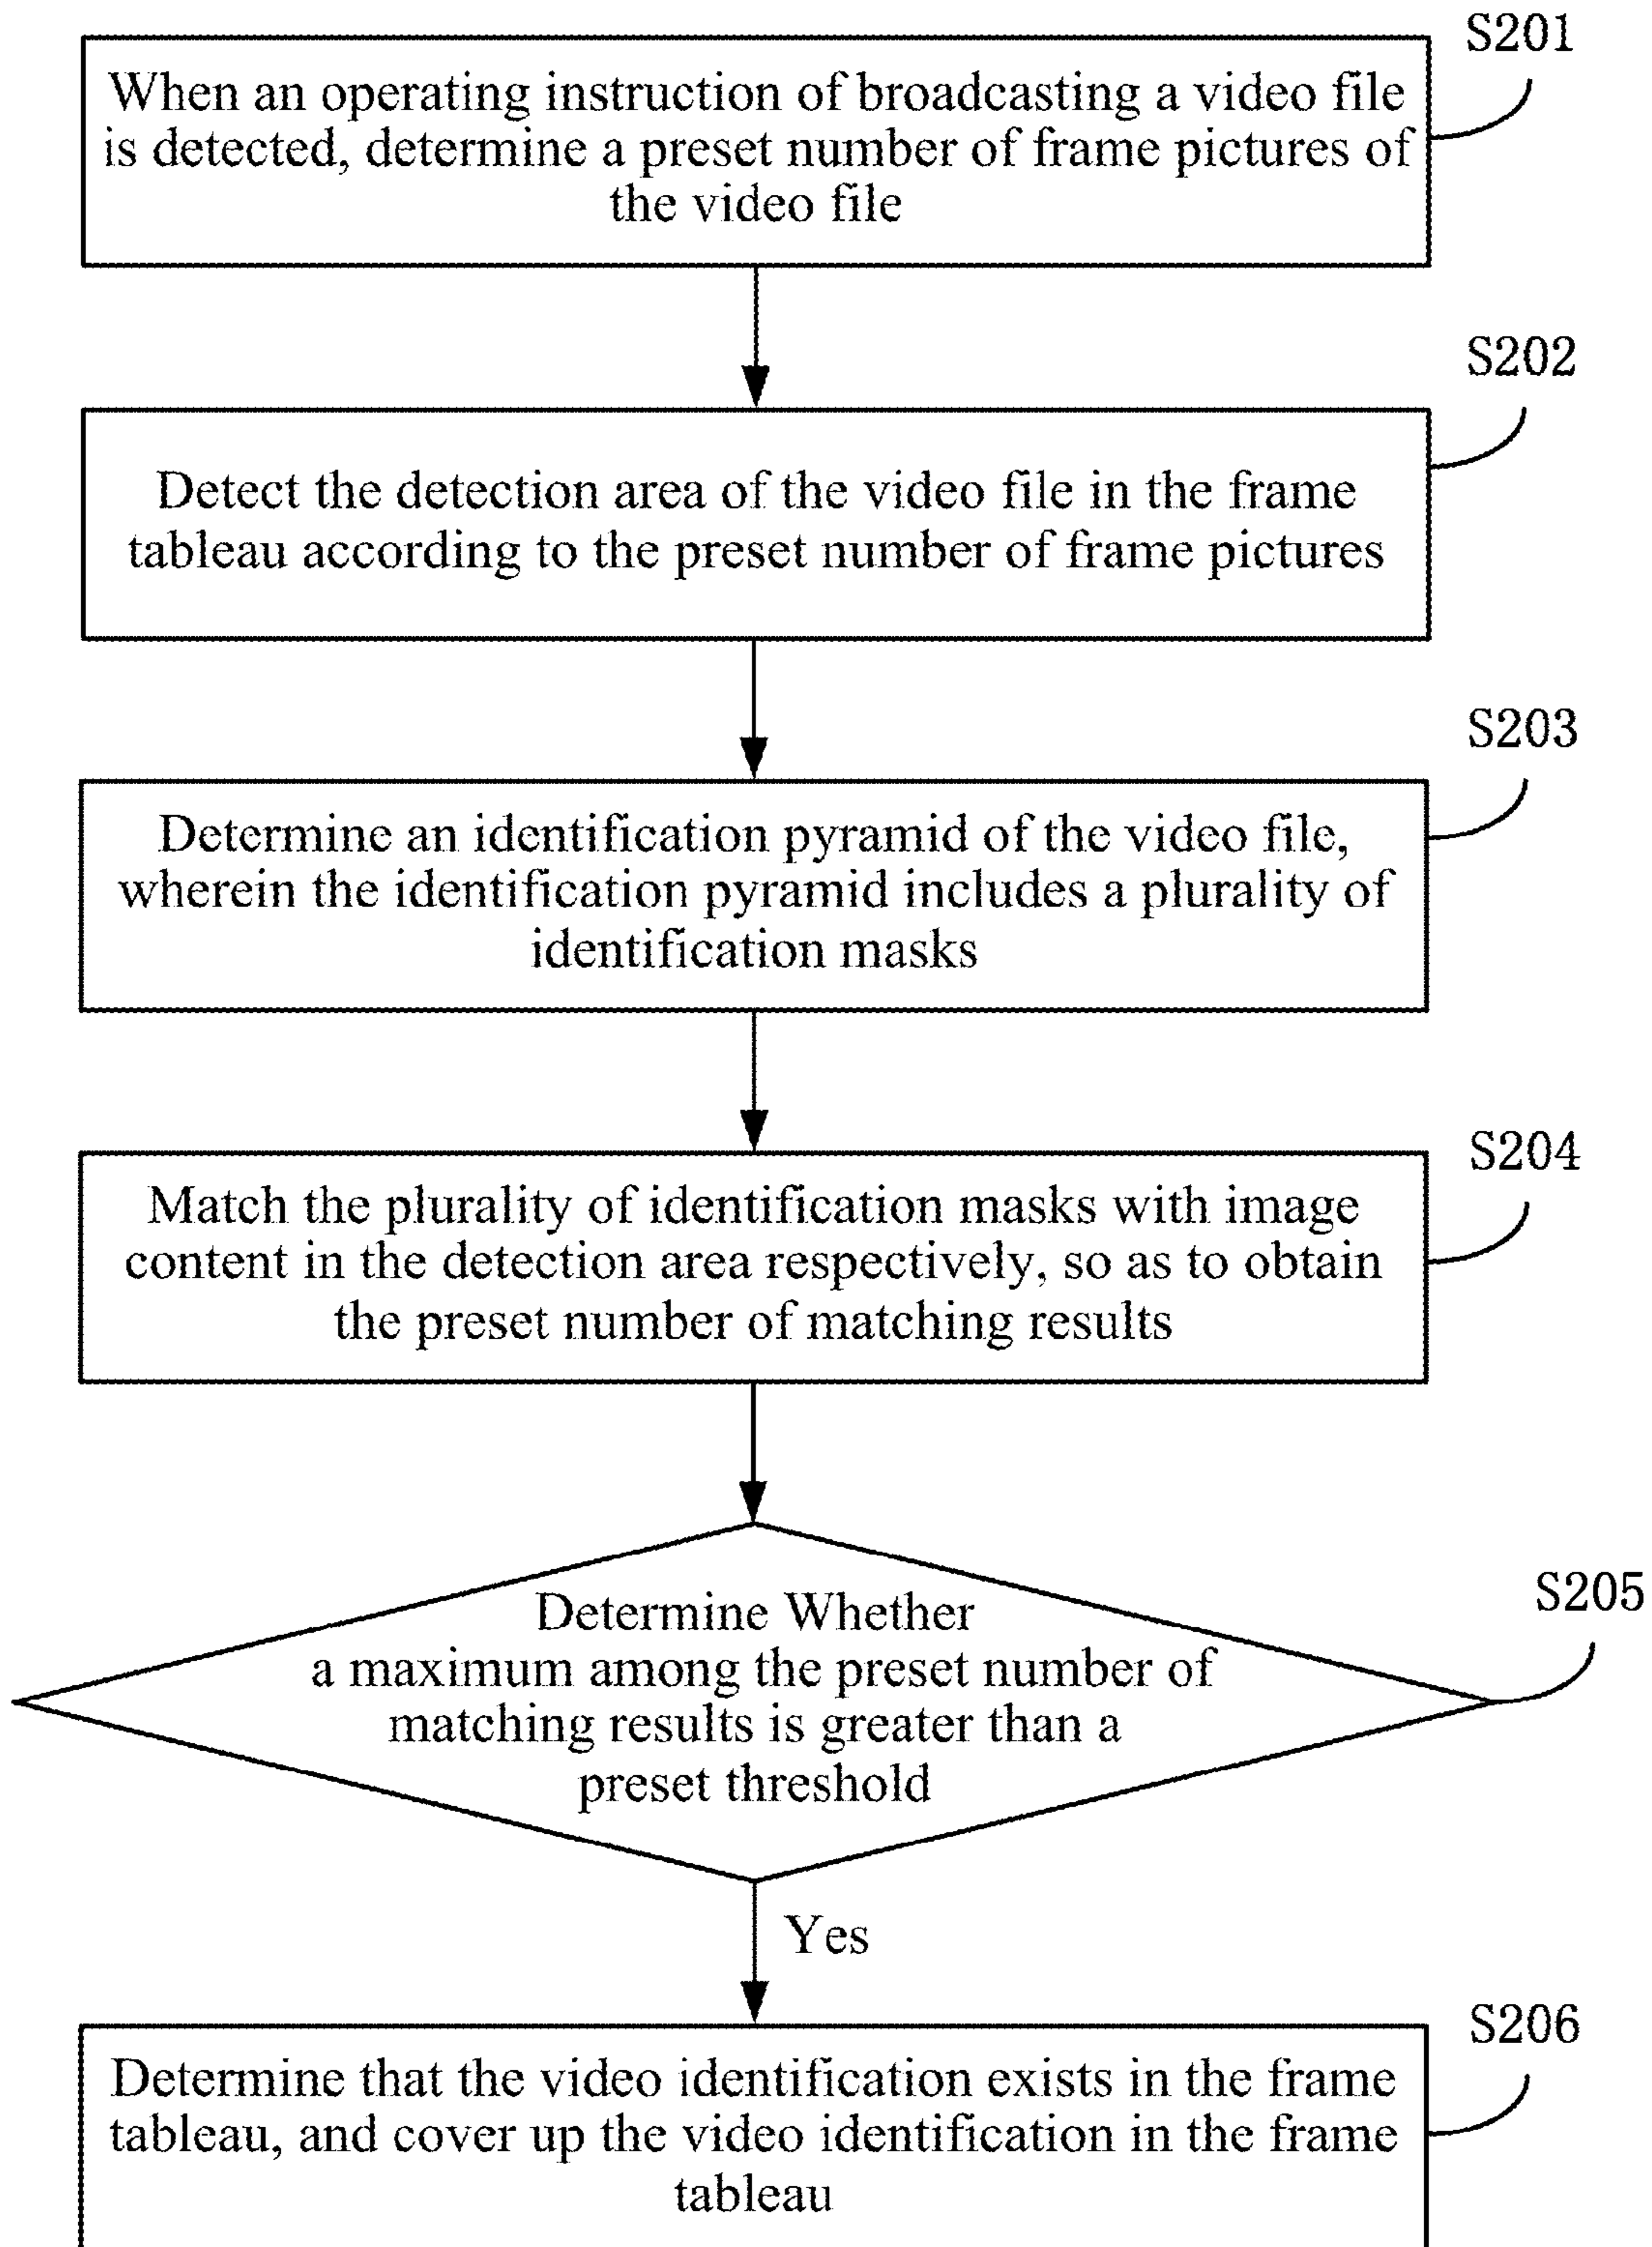 S201
When an operating instruction of broadcasting a video file
is detected, determine a preset number of frame pictures of
the video file
S202
Detect the detection area of the video file in the frame
tableau according to the preset number of frame pictures
S203
Determine an identification pyramid of the video file,
wherein the identification pyramid includes a plurality of
identification masks
S204
Match the plurality of identification masks with image
content in the detection area respectively, so as to obtain
the preset number of matching results
S205
Determine Whether
a maximum among the preset number of
matching results is greater than a
preset threshold
Yes
S206
Determine that the video identification exists in the frame
tableau, and cover up the video identification in the frame
tableau